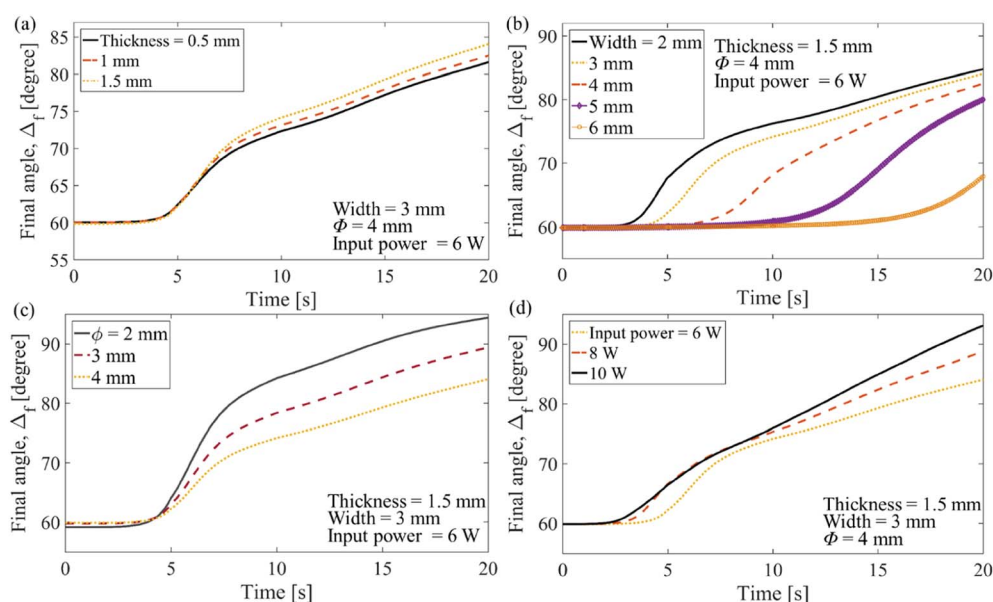 (a)
Final angle, Δf [degree]
85
80
75
70
65
60
55
Thickness = 0.5 mm
1 mm
1.5 mm
Width = 3 mm
Φ = 4 mm
Input power = 6 W
0 5 10 15 20
Time [s]
(b)
Final angle, Δf [degree]
90
80
70
60
Width = 2 mm
3 mm
4 mm
5 mm
6 mm
Thickness = 1.5 mm
Φ = 4 mm
Input power = 6 W
0 5 10 15 20
Time [s]
(c)
Final angle, Δf [degree]
90
80
70
60
ϕ = 2 mm
3 mm
4 mm
Thickness = 1.5 mm
Width = 3 mm
Input power = 6 W
0 5 10 15 20
Time [s]
(d)
Final angle, Δf [degree]
90
80
70
60
Input power = 6 W
8 W
10 W
Thickness = 1.5 mm
Width = 3 mm
Φ = 4 mm
0 5 10 15 20
Time [s]